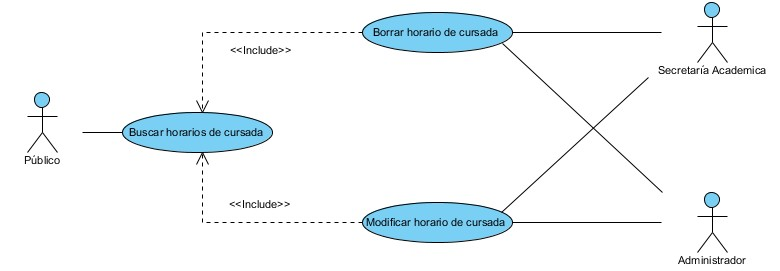 Borrar horario de cursada
<<Include>>
Secretaría Academica
Buscar horarios de cursada
Público
<<Include>>
Modificar horario de cursada
Administrador